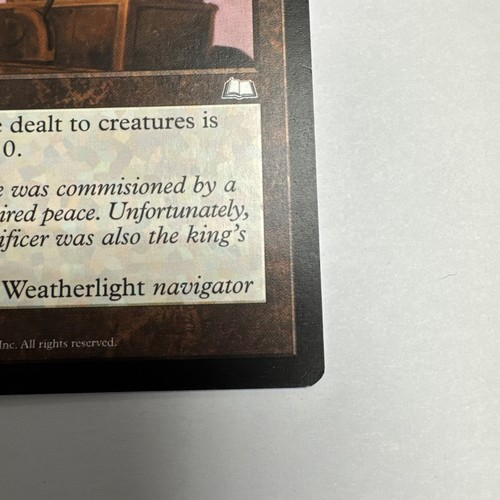 e dealt to creatures is
0.
e was commisioned by a
ired peace. Unfortunately,
ificer was also the king's
Weatherlight navigator
Inc. All rights reserved.